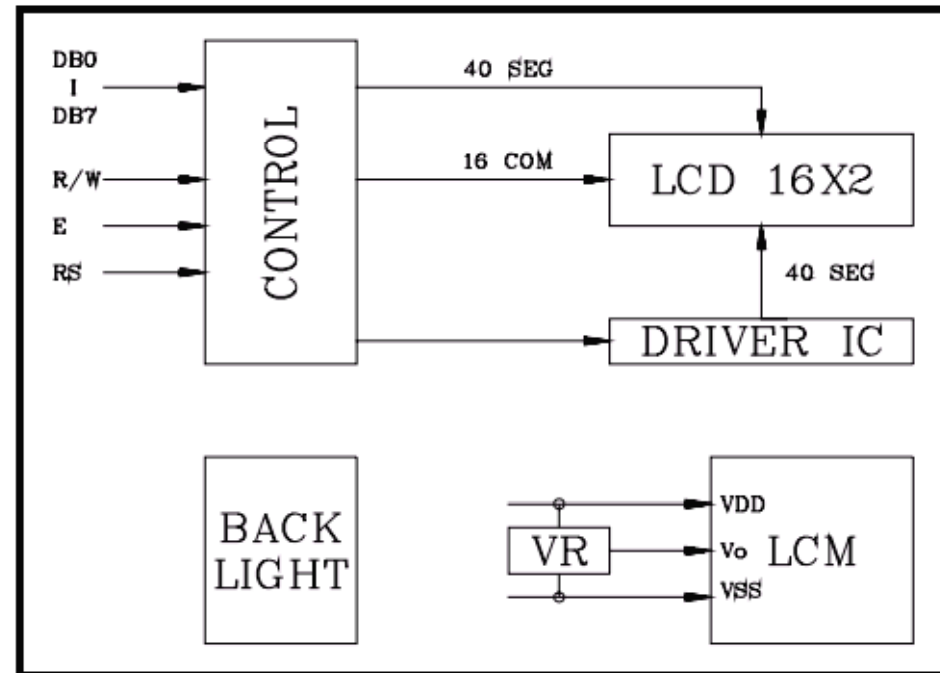 DB0
I
DB7
R/W
E
RS
CONTROL
40 SEG
16 COM
LCD 16X2
40 SEG
DRIVER IC
BACK
LIGHT
VR
VDD
Vo
VSS
LCM